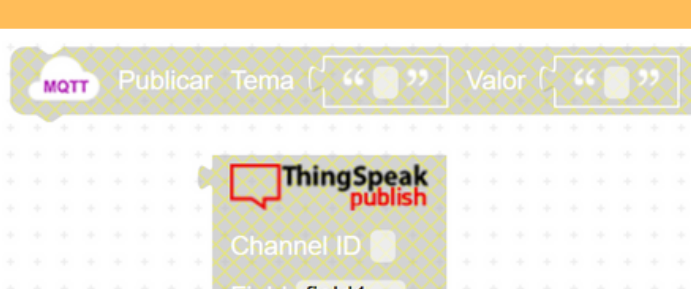 MQTT Publicar Tema “ ” Valor “ ”
ThingSpeak
publish
Channel ID